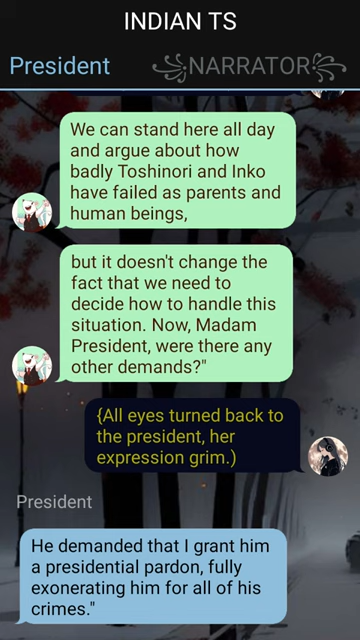 INDIAN TS
President
NARRATOR
We can stand here all day
and argue about how
badly Toshinori and Inko
have failed as parents and
human beings,
but it doesn't change the
fact that we need to
decide how to handle this
situation. Now, Madam
President, were there any
other demands?"
{All eyes turned back to
the president, her
expression grim.)
President
He demanded that I grant him
a presidential pardon, fully
exonerating him for all of his
crimes."